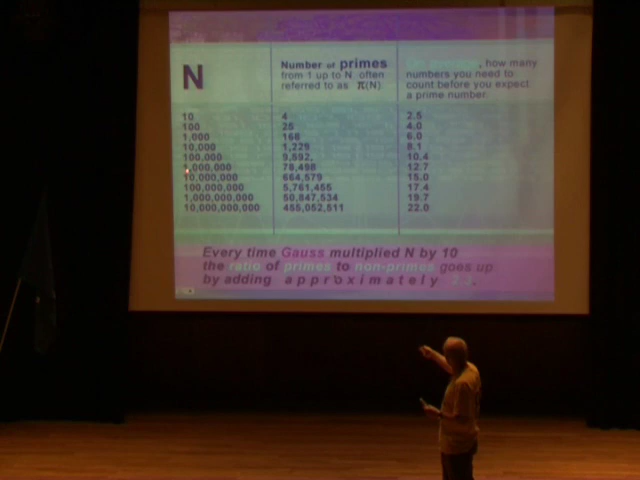 N
Number of primes
from 1 up to N often
referred to as π(N)
On average, how many
numbers you need to
count before you expect
a prime number.
10 4 2.5
100 25 4.0
1,000 168 6.0
10,000 1,229 8.1
100,000 9,592, 10.4
1,000,000 78,498 12.7
10,000,000 664,579 15.0
100,000,000 5,761,455 17.4
1,000,000,000 50,847,534 19.7
10,000,000,000 455,052,511 22.0
Every time Gauss multiplied N by 10
the ratio of primes to non-primes goes up
by adding approximately